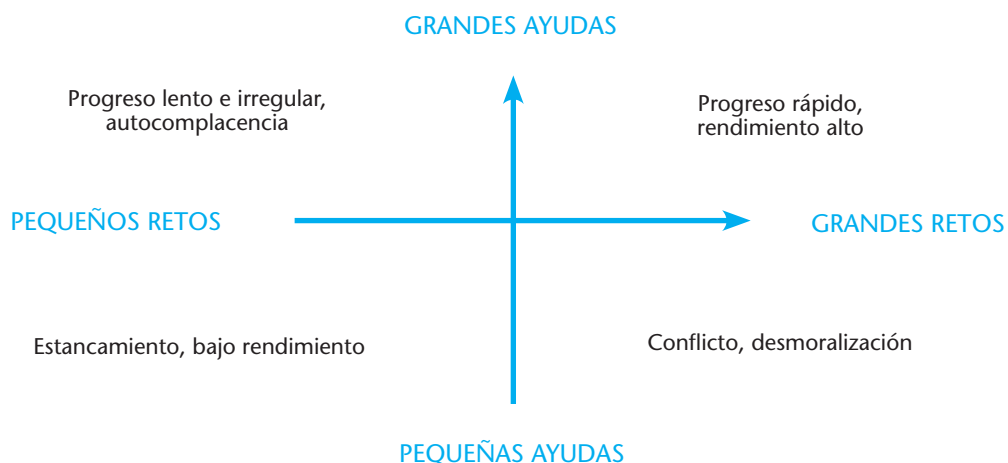 GRANDES AYUDAS
Progreso lento e irregular,
autocomplacencia
Progreso rápido,
rendimiento alto
PEQUEÑOS RETOS
GRANDES RETOS
Estancamiento, bajo rendimiento
Conflicto, desmoralización
PEQUEÑAS AYUDAS